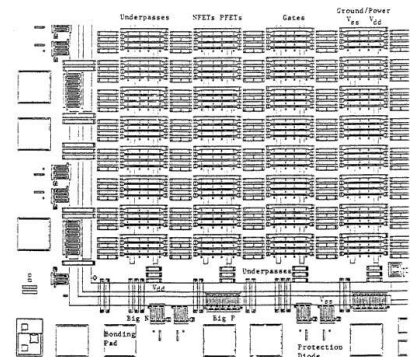 Ground/Power
Underpasses NFETs PFETs Gates Vss Vdd
Underpasses
Vdd
Vss
Big N Big P
Bonding
Pad
Protection
Diode